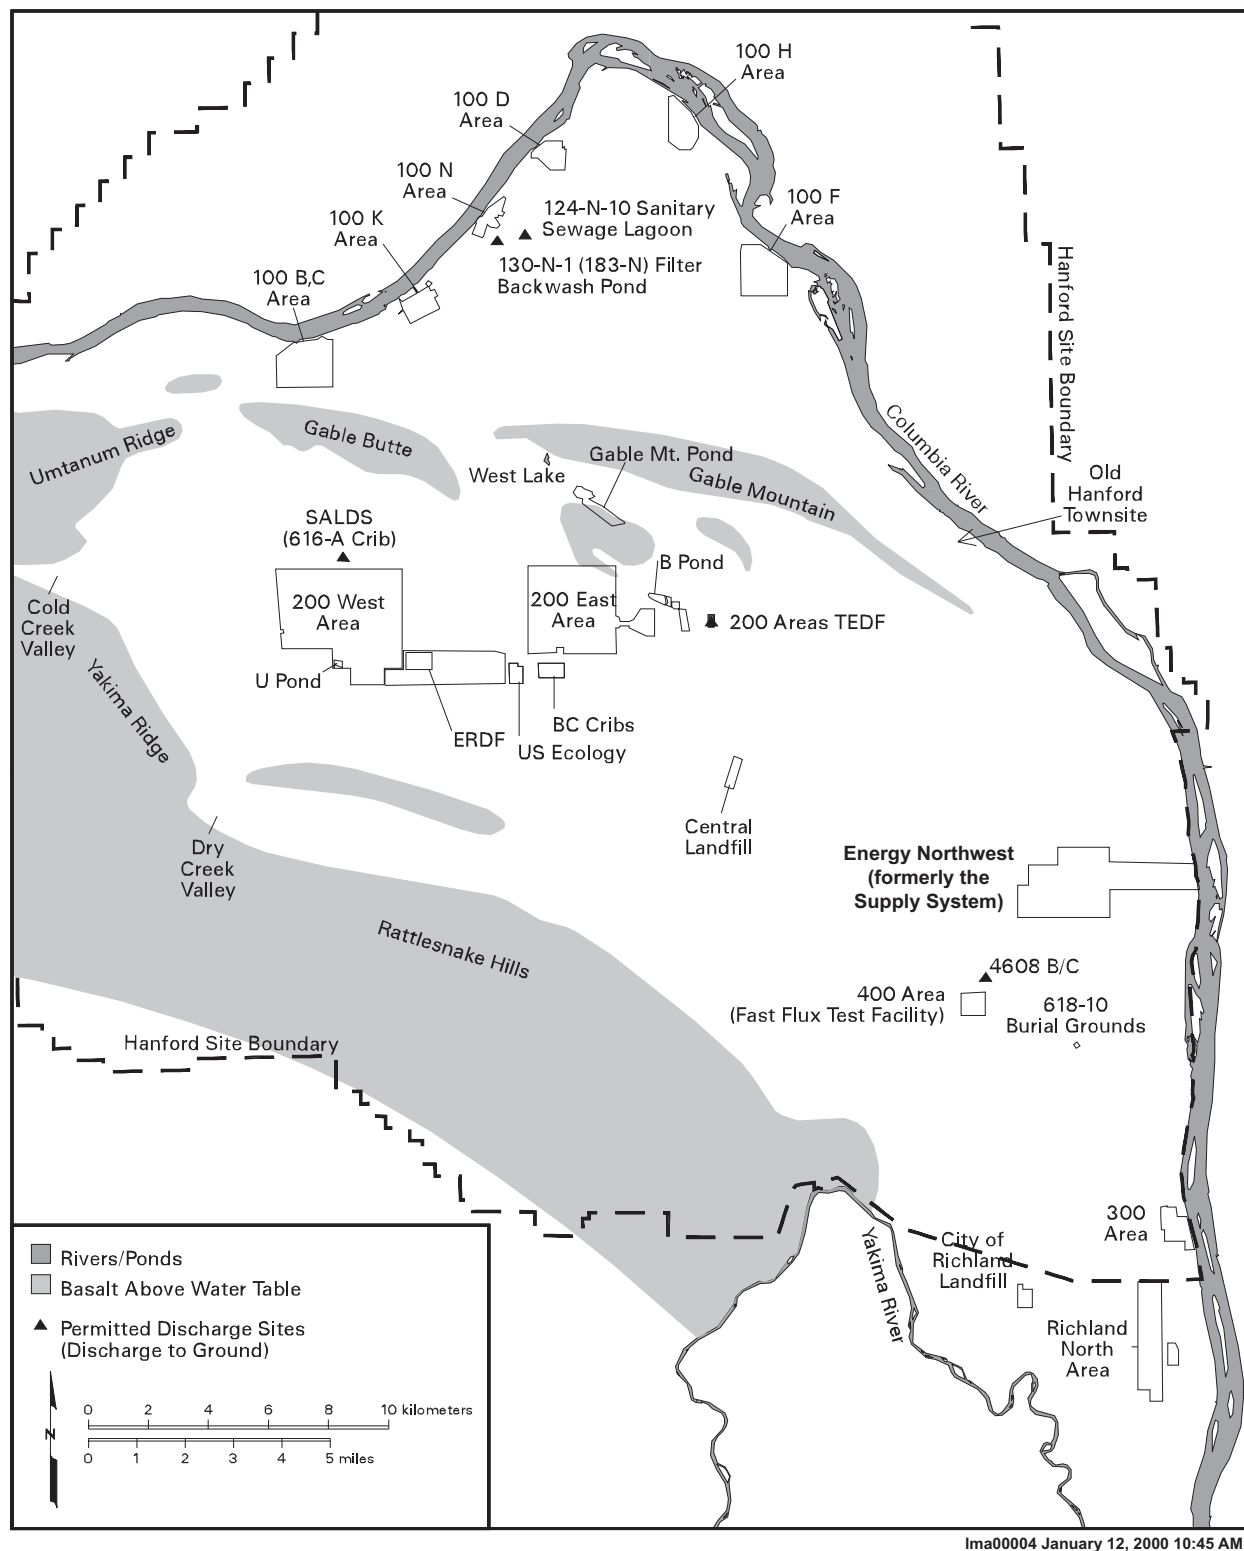 100 H
Area
100 D
Area
100 N
Area
124-N-10 Sanitary
Sewage Lagoon
100 F
Area
100 K
Area
130-N-1 (183-N) Filter
Backwash Pond
100 B,C
Area
Hanford Site Boundary
Columbia River
Umtanum Ridge
Gable Butte
West Lake
Gable Mt. Pond
Gable Mountain
Old
Hanford
Townsite
SALDS
(616-A Crib)
B Pond
200 West
Area
200 East
Area
200 Areas TEDF
Cold
Creek
Valley
U Pond
Yakima Ridge
ERDF
BC Cribs
US Ecology
Central
Landfill
Dry
Creek
Valley
Energy Northwest
(formerly the
Supply System)
Rattlesnake Hills
4608 B/C
400 Area
(Fast Flux Test Facility)
618-10
Burial Grounds
Hanford Site Boundary
300
Area
City of
Richland
Landfill
Yakima River
Richland
North
Area
Rivers/Ponds
Basalt Above Water Table
Permitted Discharge Sites
(Discharge to Ground)
N
0 2 4 6 8 10 kilometers
0 1 2 3 4 5 miles
lma00004 January 12, 2000 10:45 AM